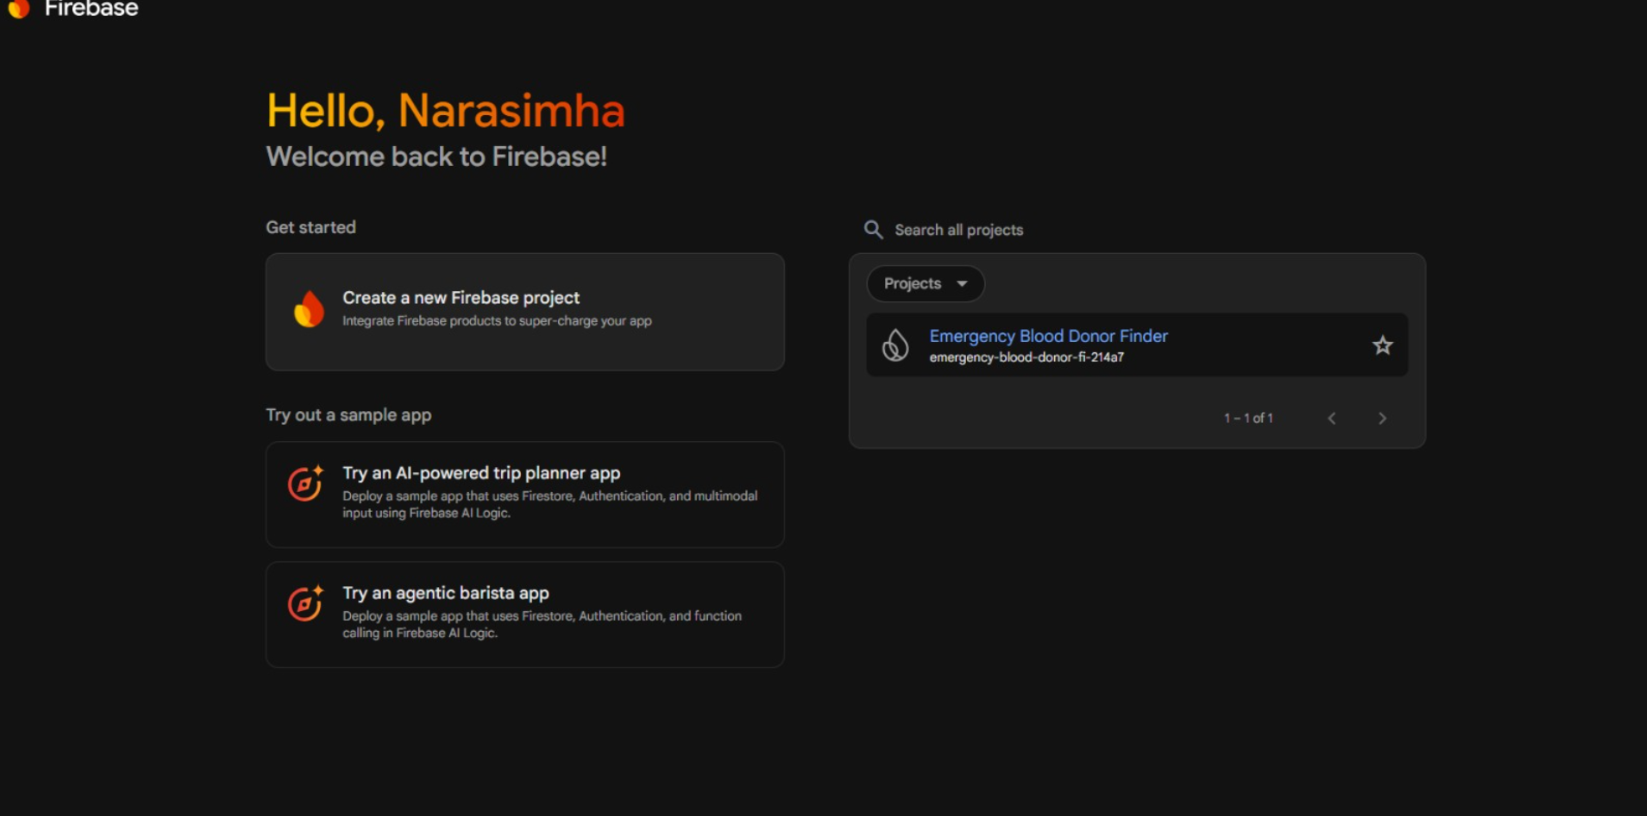 Firebase
Hello, Narasimha
Welcome back to Firebase!
Get started
Create a new Firebase project
Integrate Firebase products to super-charge your app
Try out a sample app
Try an AI-powered trip planner app
Deploy a sample app that uses Firestore, Authentication, and multimodal
input using Firebase AI Logic.
Try an agentic barista app
Deploy a sample app that uses Firestore, Authentication, and function
calling in Firebase AI Logic.
Search all projects
Projects
Emergency Blood Donor Finder
emergency-blood-donor-fi-214a7
1 – 1 of 1